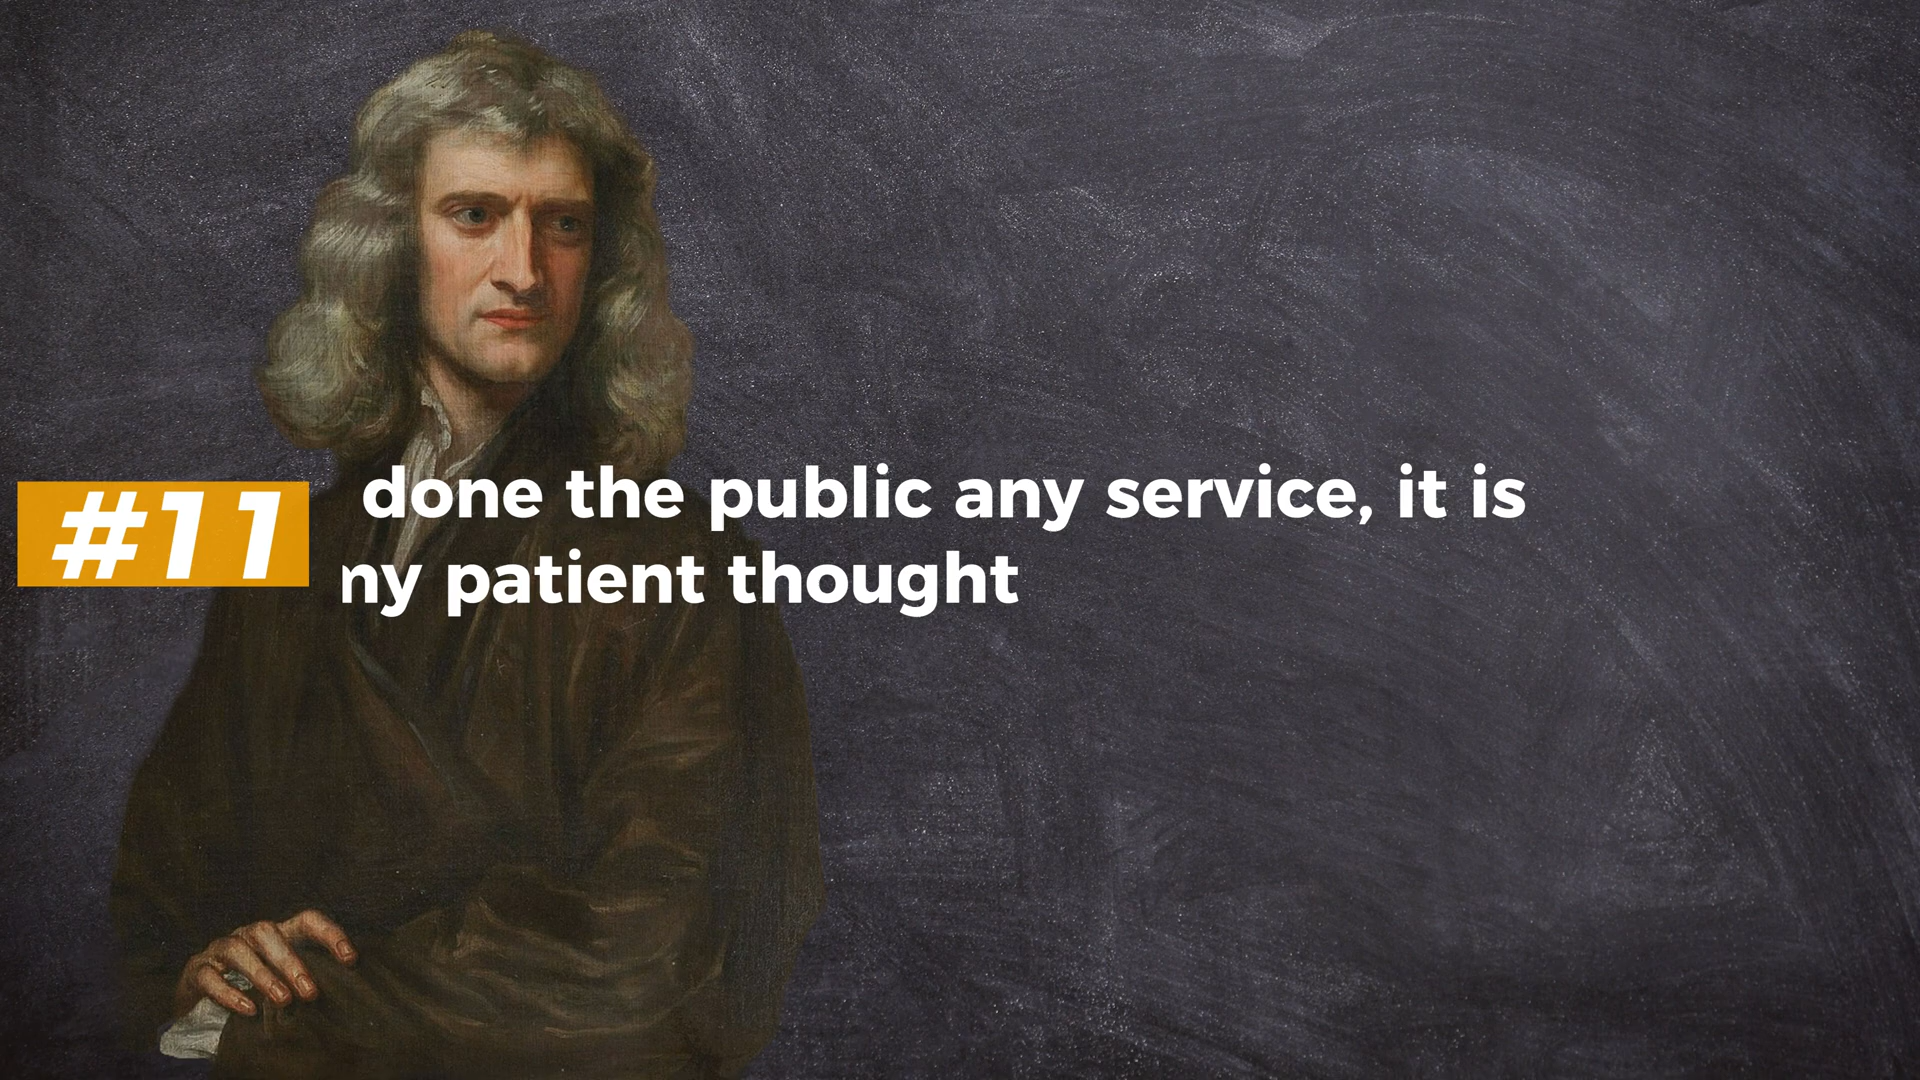 #11
done the public any service, it is
ny patient thought